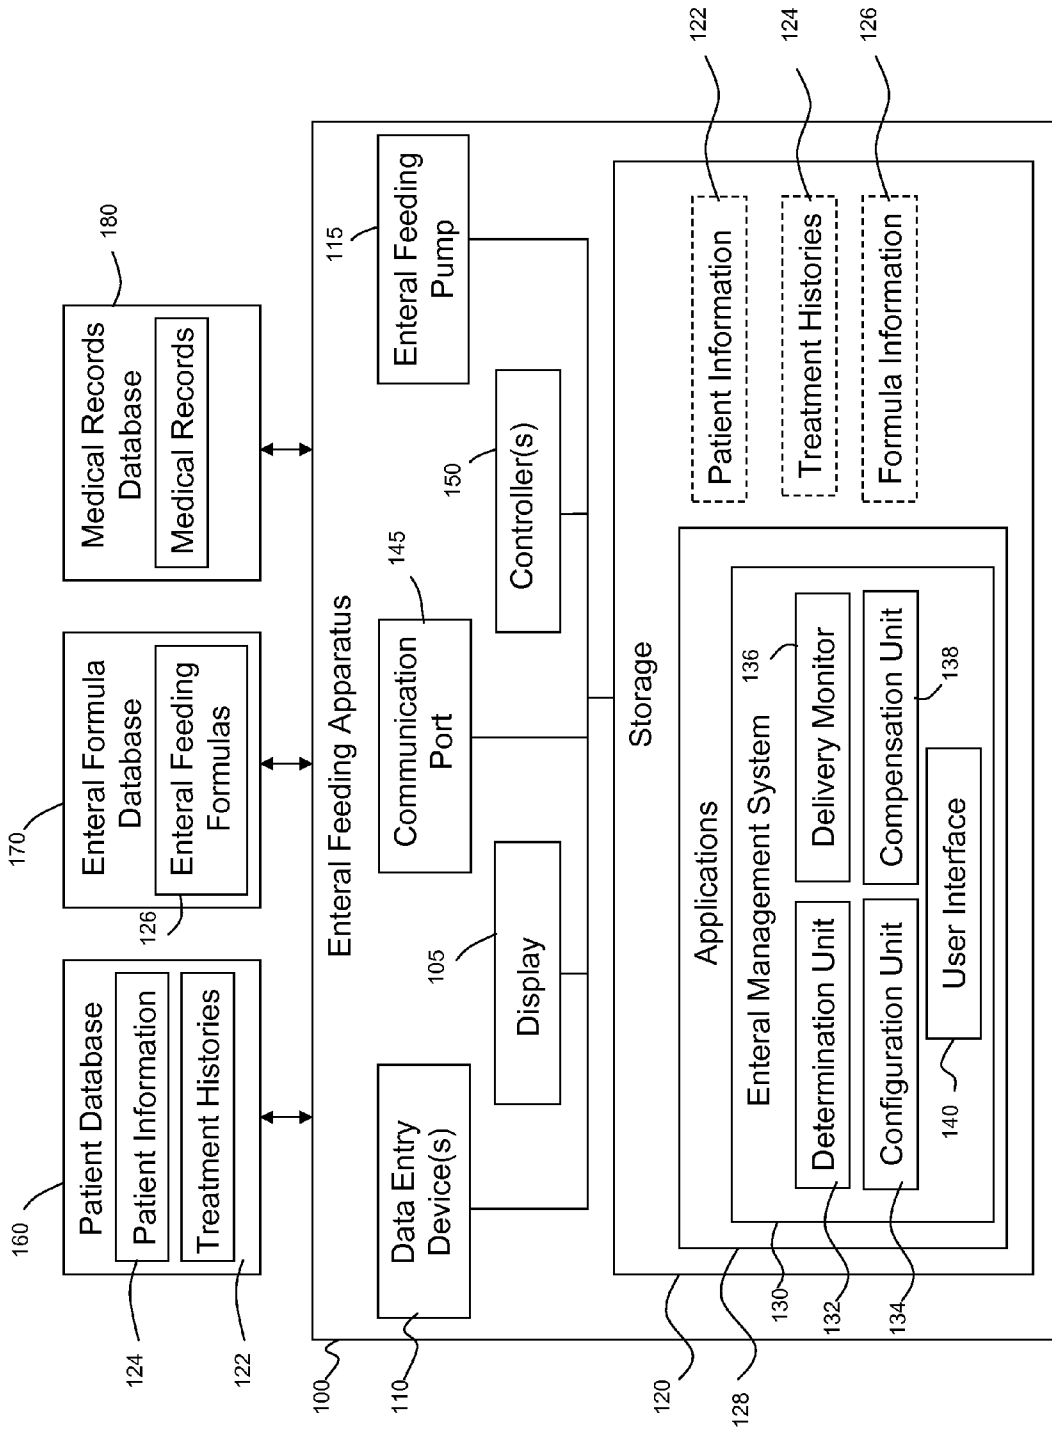 160
Patient Database
Patient Information
Treatment Histories
124
122
170
Enteral Formula
Database
Enteral Feeding
Formulas
126
180
Medical Records
Database
Medical Records
100
Enteral Feeding Apparatus
110
Data Entry
Device(s)
105
Display
145
Communication
Port
150
Controller(s)
115
Enteral Feeding
Pump
120
Storage
128
Applications
130
Enteral Management System
132
Determination Unit
136
Delivery Monitor
134
Configuration Unit
Compensation Unit
138
140
User Interface
Patient Information
122
Treatment Histories
124
Formula Information
126